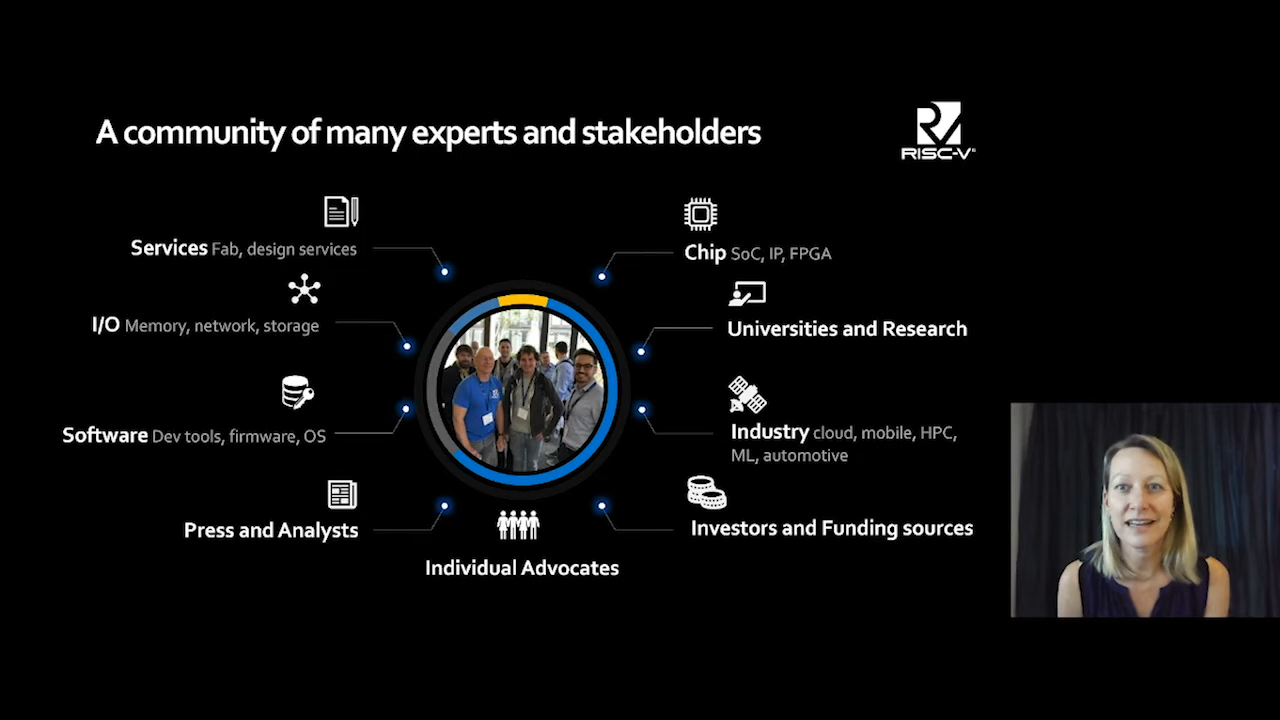 A community of many experts and stakeholders
RISC-V
Services Fab, design services
I/O Memory, network, storage
Software Dev tools, firmware, OS
Press and Analysts
Individual Advocates
Chip SoC, IP, FPGA
Universities and Research
Industry cloud, mobile, HPC,
ML, automotive
Investors and Funding sources